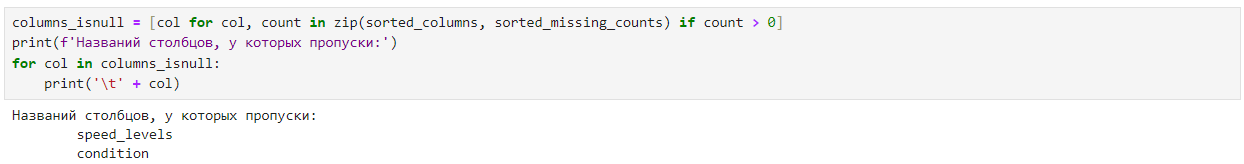 columns_isnull = [col for col, count in zip(sorted_columns, sorted_missing_counts) if count > 0]
print(f'Названий столбцов, у которых пропуски:')
for col in columns_isnull:
    print('\t' + col)
Названий столбцов, у которых пропуски:
        speed_levels
        condition